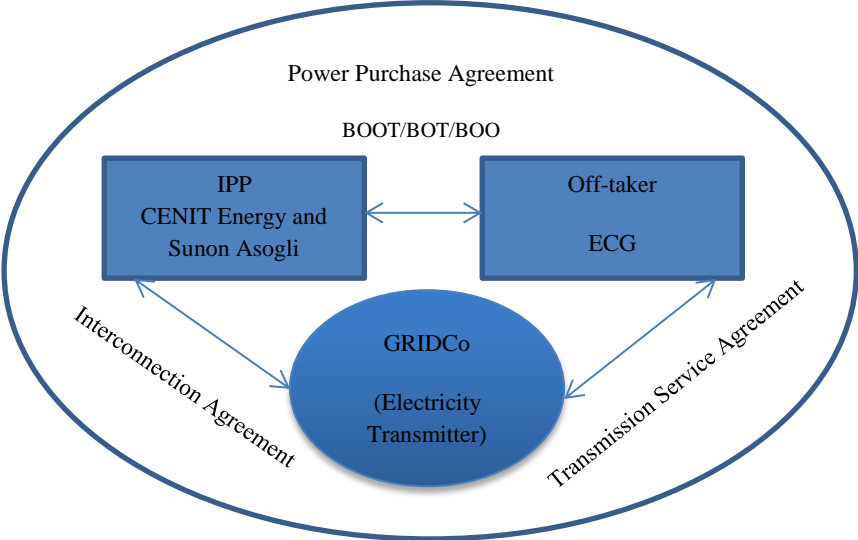 Power Purchase Agreement
BOOT/BOT/BOO
IPP
CENIT Energy and
Sunon Asogli
Off-taker
ECG
Interconnection Agreement
GRIDCo
(Electricity
Transmitter)
Transmission Service Agreement